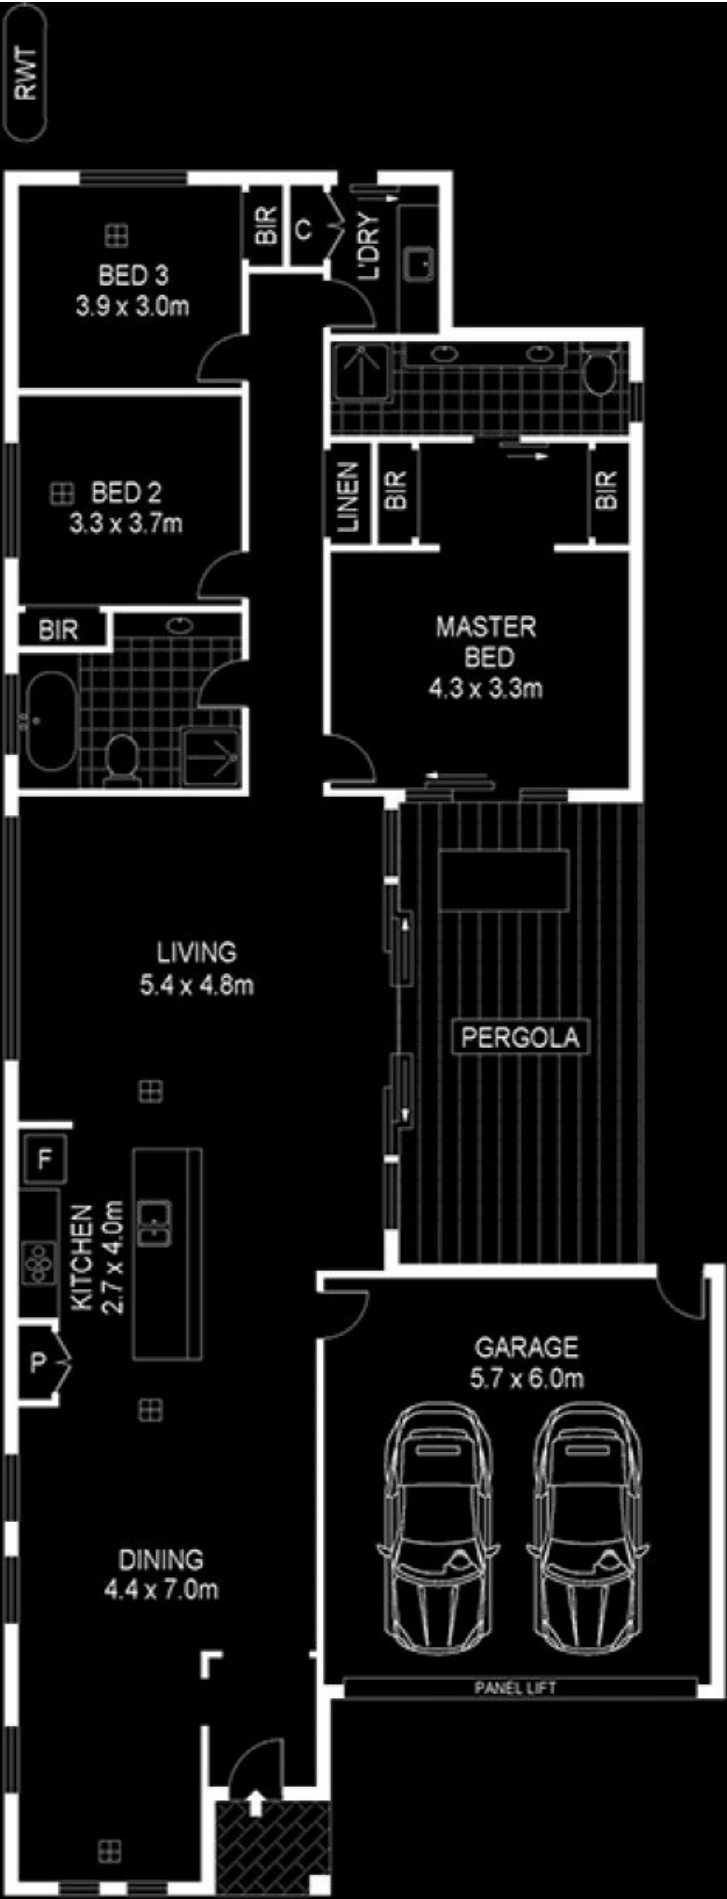 RWT
BIR
C
L'DRY
BED 3
3.9 x 3.0m
LINEN
BIR
BIR
BED 2
3.3 x 3.7m
BIR
MASTER
BED
4.3 x 3.3m
LIVING
5.4 x 4.8m
PERGOLA
F
KITCHEN
2.7 x 4.0m
P
GARAGE
5.7 x 6.0m
DINING
4.4 x 7.0m
PANEL LIFT